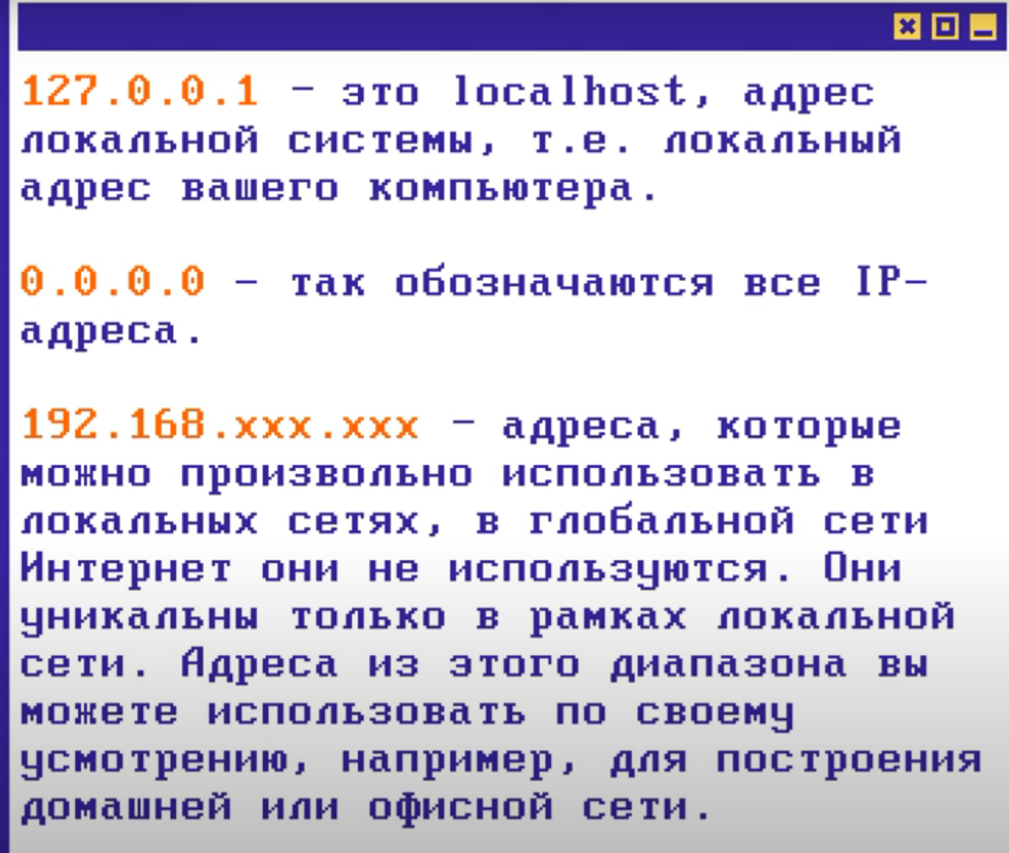 127.0.0.1 – это localhost, адрес
локальной системы, т.е. локальный
адрес вашего компьютера.
0.0.0.0 – так обозначаются все IP-
адреса.
192.168.xxx.xxx – адреса, которые
можно произвольно использовать в
локальных сетях, в глобальной сети
Интернет они не используются. Они
уникальны только в рамках локальной
сети. Адреса из этого диапазона вы
можете использовать по своему
усмотрению, например, для построения
домашней или офисной сети.